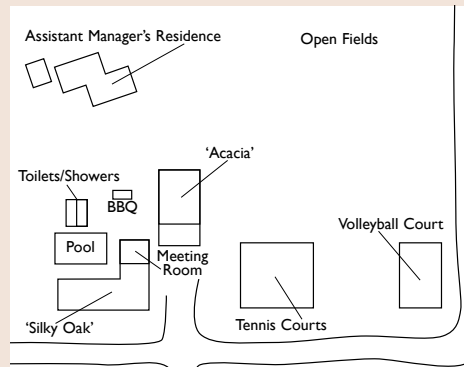 Assistant Manager’s Residence
Open Fields
‘Acacia’
Toilets/Showers
BBQ
Volleyball Court
Pool
Meeting
Room
‘Silky Oak’
Tennis Courts